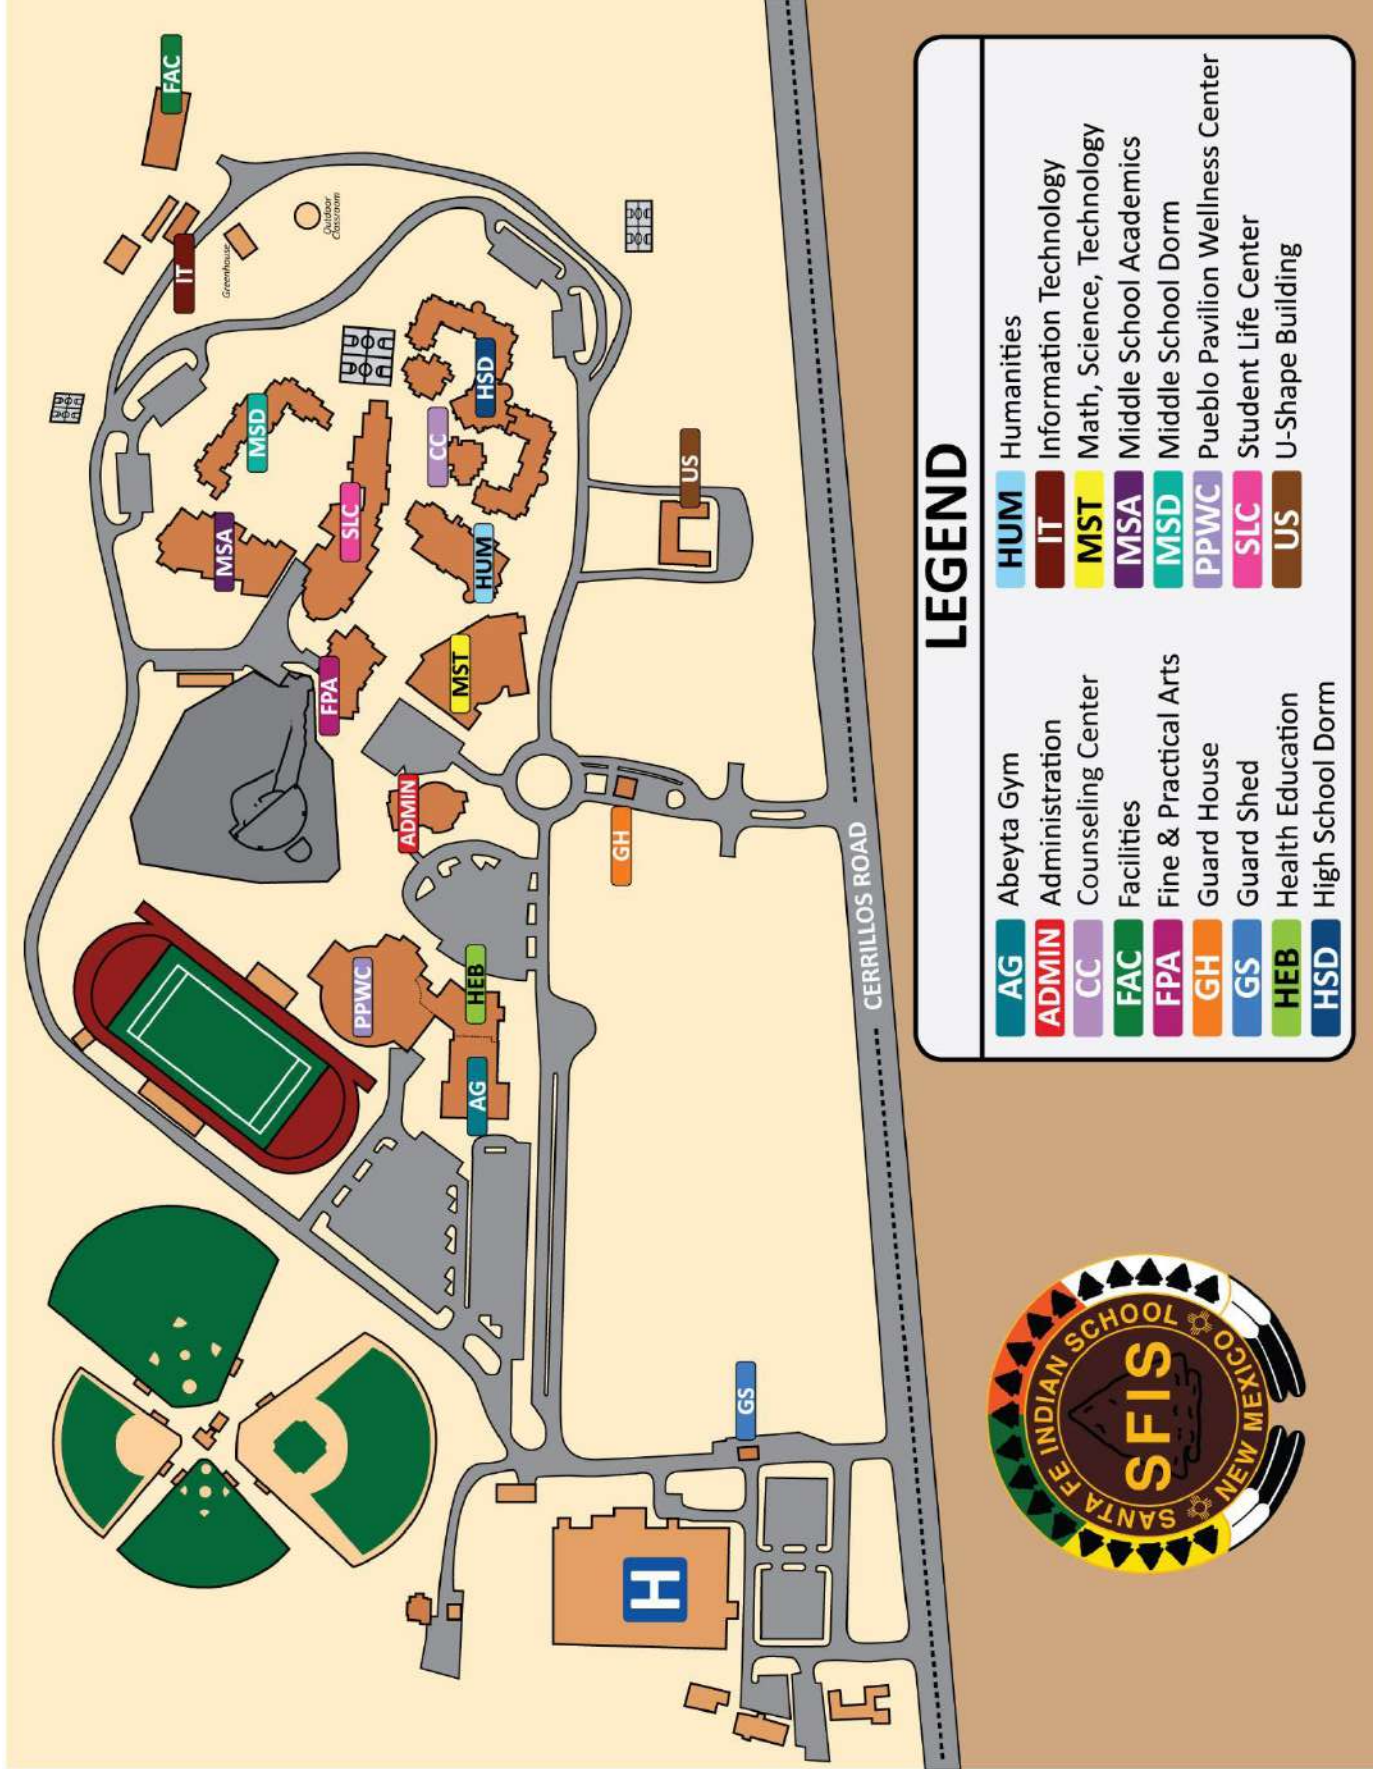 FAC
IT
Greenhouse
Outdoor
Classroom
MSD
MSA
SLC
CC
HSD
HUM
US
FPA
MST
ADMIN
GH
PPWC
HEB
AG
GS
H
CERRILLOS ROAD
LEGEND
AG Abeyta Gym
ADMIN Administration
CC Counseling Center
FAC Facilities
FPA Fine & Practical Arts
GH Guard House
GS Guard Shed
HEB Health Education
HSD High School Dorm
HUM Humanities
IT Information Technology
MST Math, Science, Technology
MSA Middle School Academics
MSD Middle School Dorm
PPWC Pueblo Pavilion Wellness Center
SLC Student Life Center
US U-Shape Building
SANTA FE INDIAN SCHOOL
SFIS
NEW MEXICO